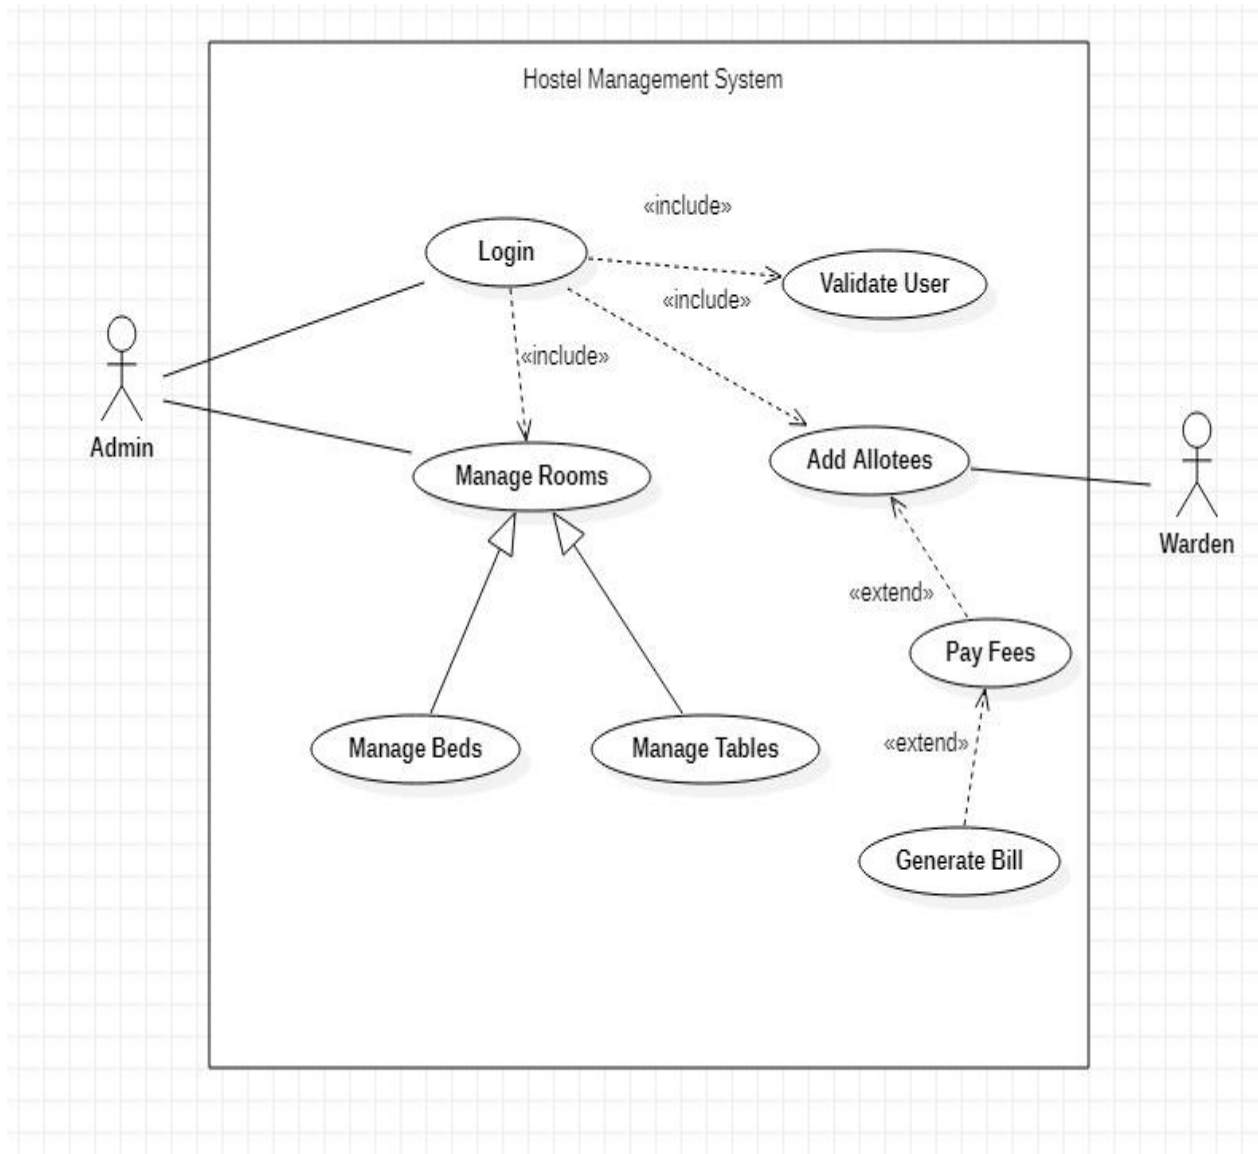 Hostel Management System
«include»
Login
Validate User
«include»
«include»
Admin
Manage Rooms
Add Allotees
Warden
«extend»
Pay Fees
Manage Beds
Manage Tables
«extend»
Generate Bill